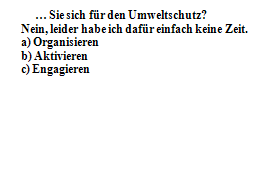 ... Sie sich für den Umweltschutz?
Nein, leider habe ich dafür einfach keine Zeit.
a) Organisieren
b) Aktivieren
c) Engagieren